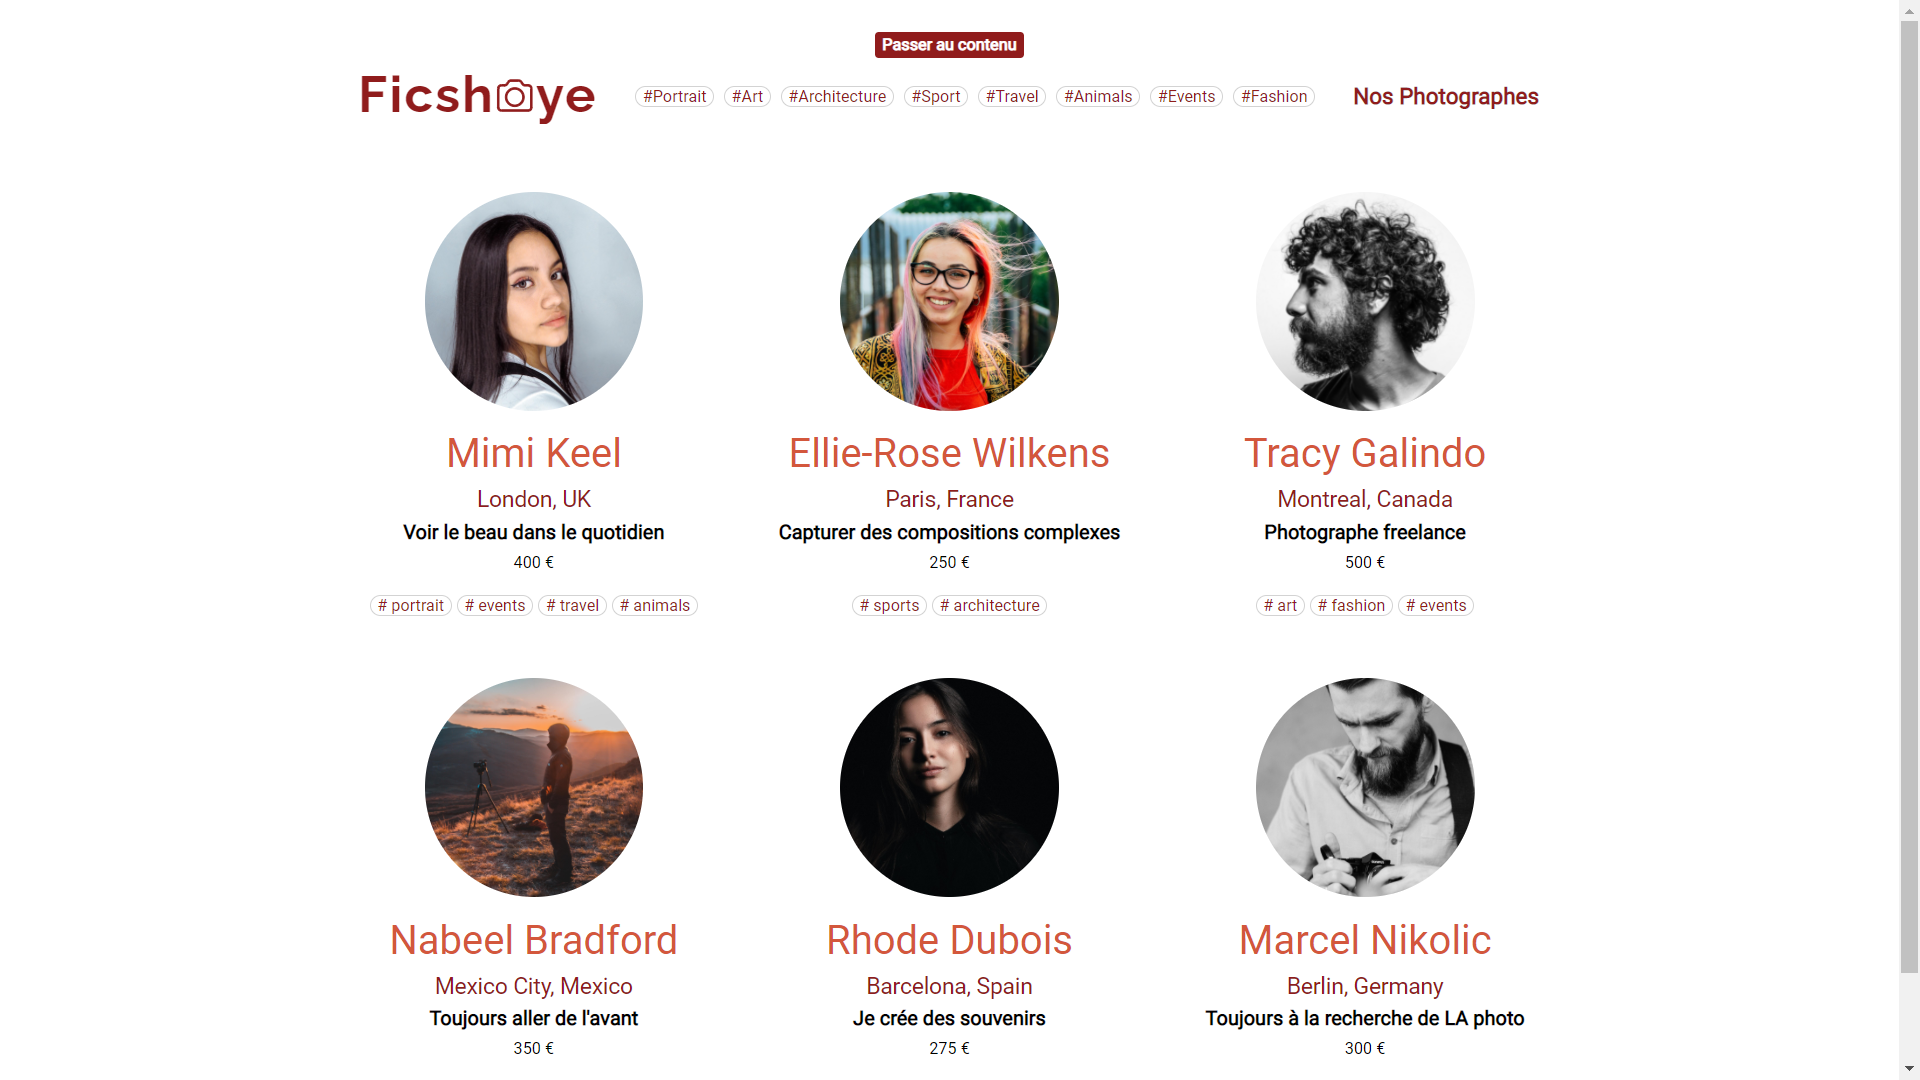 Passer au contenu
Ficsh ye
#Portrait #Art #Architecture #Sport #Travel #Animals #Events #Fashion
Nos Photographes
Mimi Keel
London, UK
Voir le beau dans le quotidien
400 €
# portrait # events # travel # animals
Ellie-Rose Wilkens
Paris, France
Capturer des compositions complexes
250 €
# sports # architecture
Tracy Galindo
Montreal, Canada
Photographe freelance
500 €
# art # fashion # events
Nabeel Bradford
Mexico City, Mexico
Toujours aller de l'avant
350 €
Rhode Dubois
Barcelona, Spain
Je crée des souvenirs
275 €
Marcel Nikolic
Berlin, Germany
Toujours à la recherche de LA photo
300 €